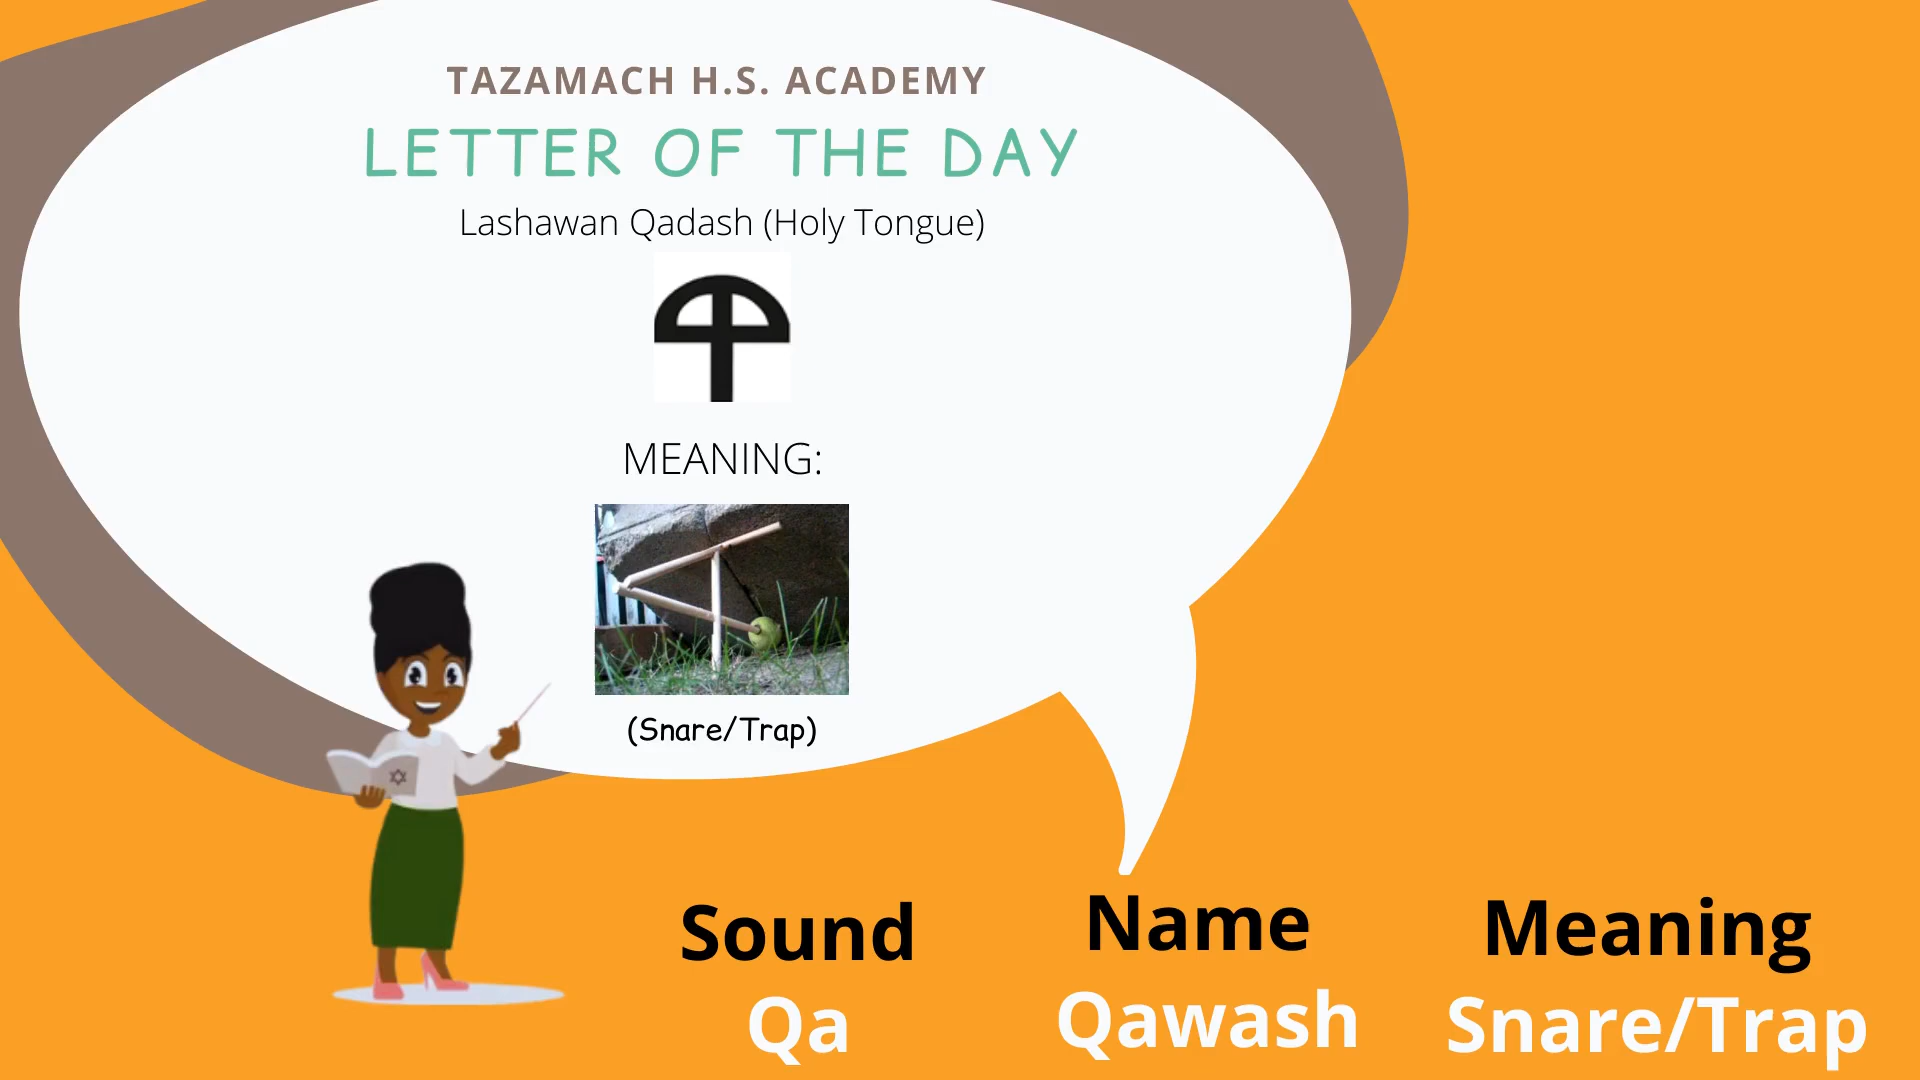 TAZAMACH H.S. ACADEMY
LETTER OF THE DAY
Lashawan Qadash (Holy Tongue)
MEANING:
(Snare/Trap)
Sound
Qa
Name
Qawash
Meaning
Snare/Trap